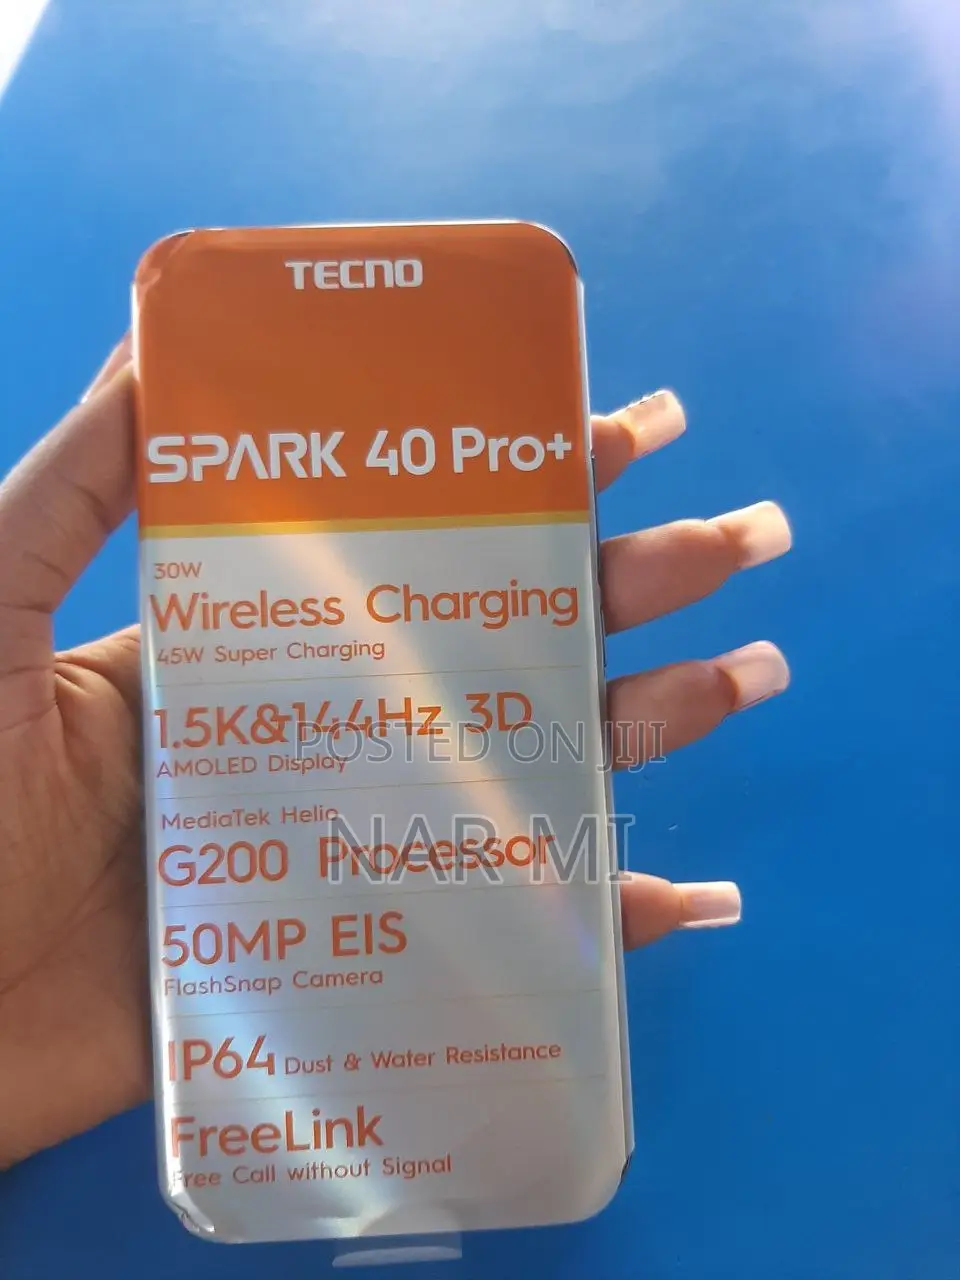 TECNO
SPARK 40 Pro+
30W
Wireless Charging
45W Super Charging
1.5K&144Hz 3D
POSTED ON JIJI
AMOLED Display
MediaTek Helio
NAR MI
G200 Processor
50MP EIS
FlashSnap Camera
IP64 Dust & Water Resistance
FreeLink
Free Call without Signal